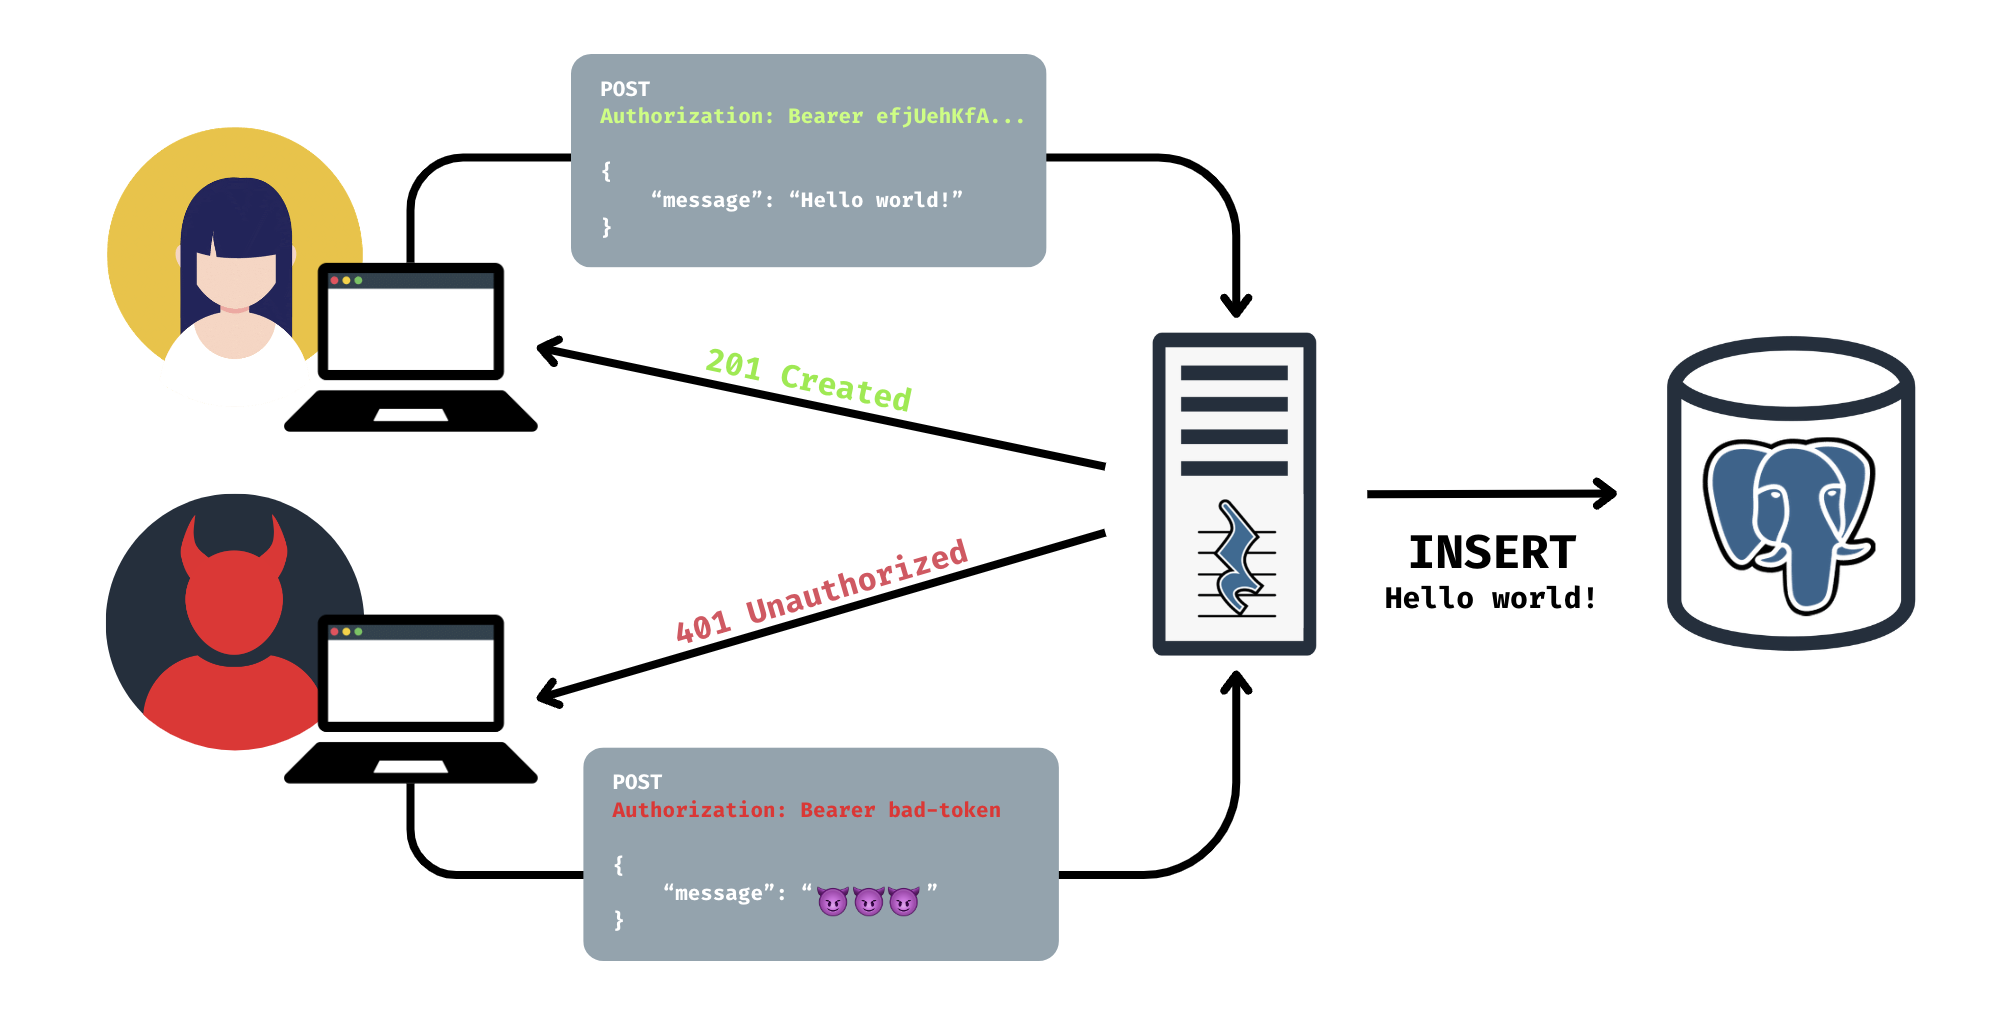 POST
Authorization: Bearer efjUehKfA...
{
“message”: “Hello world!”
}
201 Created
401 Unauthorized
INSERT
Hello world!
POST
Authorization: Bearer bad-token
{
“message”: “😈😈😈”
}